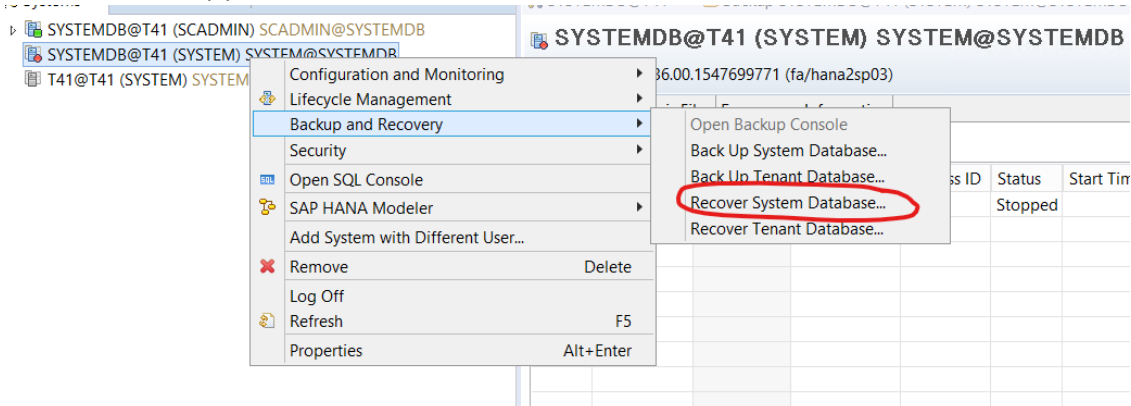 SYSTEMDB@T41 (SCADMIN) SCADMIN@SYSTEMDB
SYSTEMDB@T41 (SYSTEM) SYSTEM@SYSTEMDB
T41@T41 (SYSTEM) SYSTEM
Configuration and Monitoring
Lifecycle Management
Backup and Recovery
Security
SQL Open SQL Console
SAP HANA Modeler
Add System with Different User...
Remove Delete
Log Off
Refresh F5
Properties Alt+Enter
SYSTEMDB@T41 (SYSTEM) SYSTEM@SYSTEMDB
36.00.1547699771 (fa/hana2sp03)
Open Backup Console
Back Up System Database...
Back Up Tenant Database...
Recover System Database...
Recover Tenant Database...
ss ID Status Start Tim
Stopped